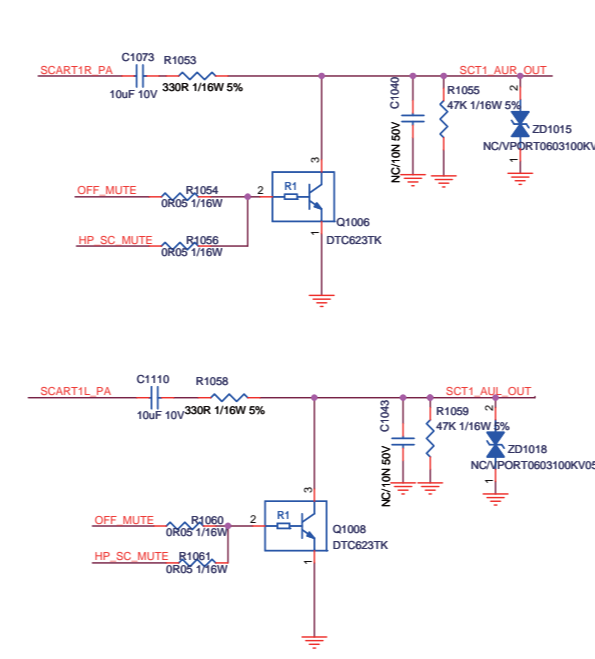 C1073 R1053
SCART1R_PA
10uF 10V
330R 1/16W 5%
SCT1_AUR_OUT
C1040
NC/10N 50V
R1055
47K 1/16W 5%
2
ZD1015
NC/VPORT0603100KV
1
3
OFF_MUTE
R1054
0R05 1/16W
2
R1
HP_SC_MUTE
R1056
0R05 1/16W
Q1006
1
DTC623TK
C1110 R1058
SCART1L_PA
10uF 10V
330R 1/16W 5%
SCT1_AUL_OUT
C1043
NC/10N 50V
R1059
47K 1/16W 5%
2
ZD1018
NC/VPORT0603100KV05
1
3
OFF_MUTE
R1060
0R05 1/16W
2
R1
Q1008
DTC623TK
HP_SC_MUTE
R1061
0R05 1/16W
1